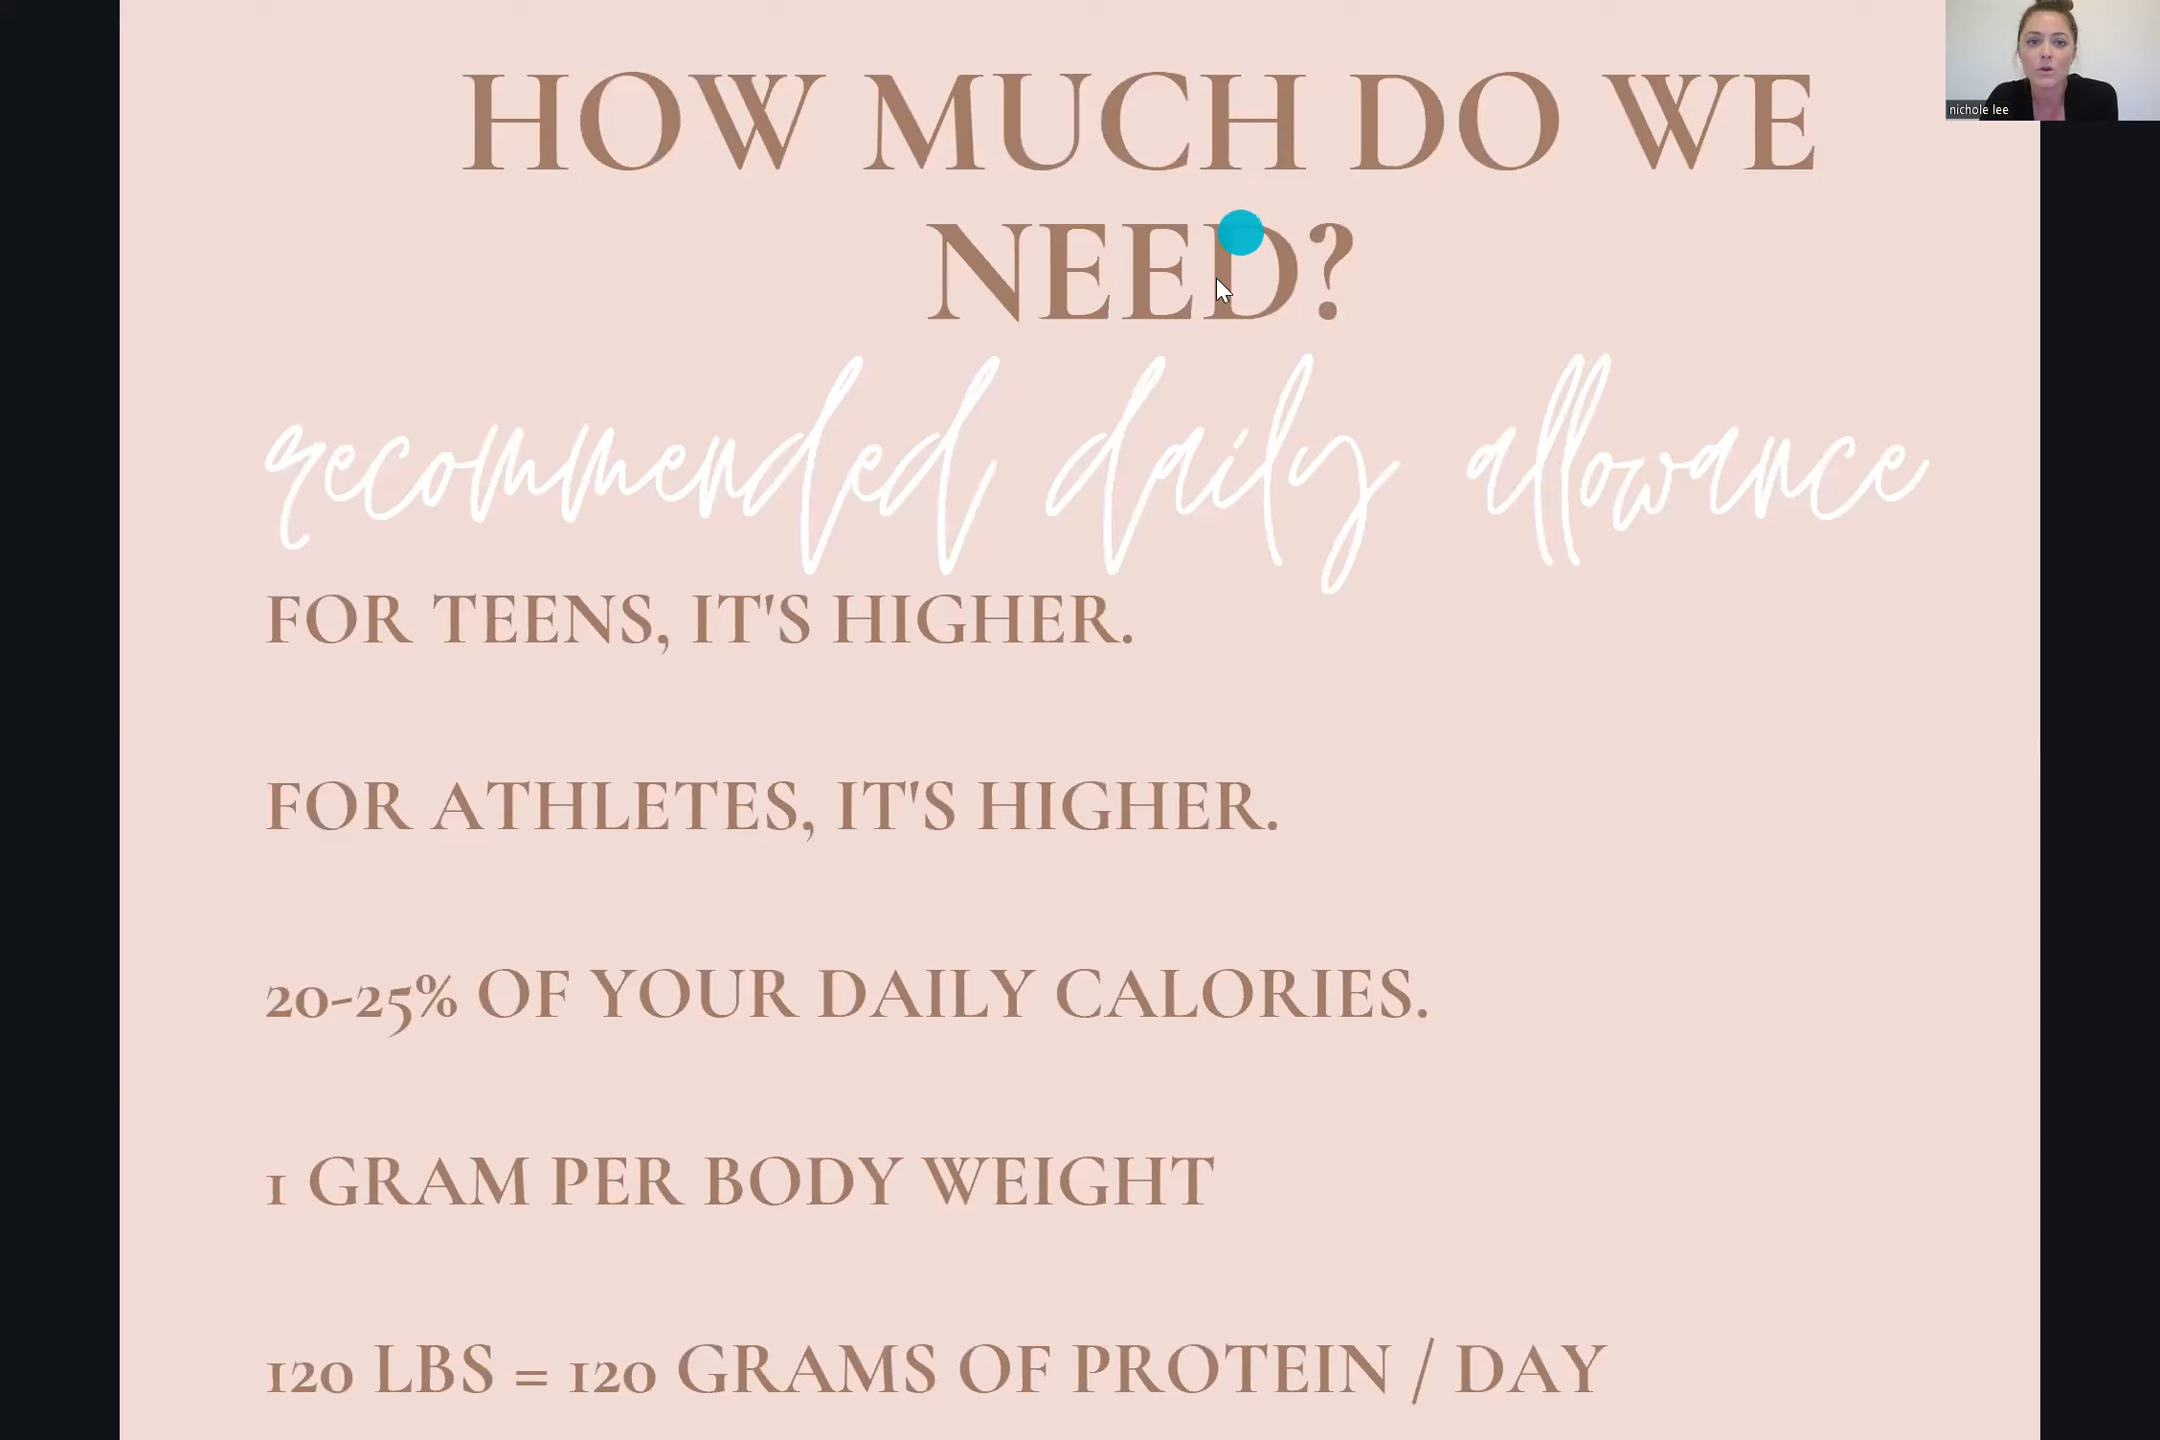 HOW MUCH DO WE
NEED?
nichole lee
recommended daily allowance
FOR TEENS, IT'S HIGHER.
FOR ATHLETES, IT'S HIGHER.
20-25% OF YOUR DAILY CALORIES.
1 GRAM PER BODY WEIGHT
120 LBS = 120 GRAMS OF PROTEIN / DAY